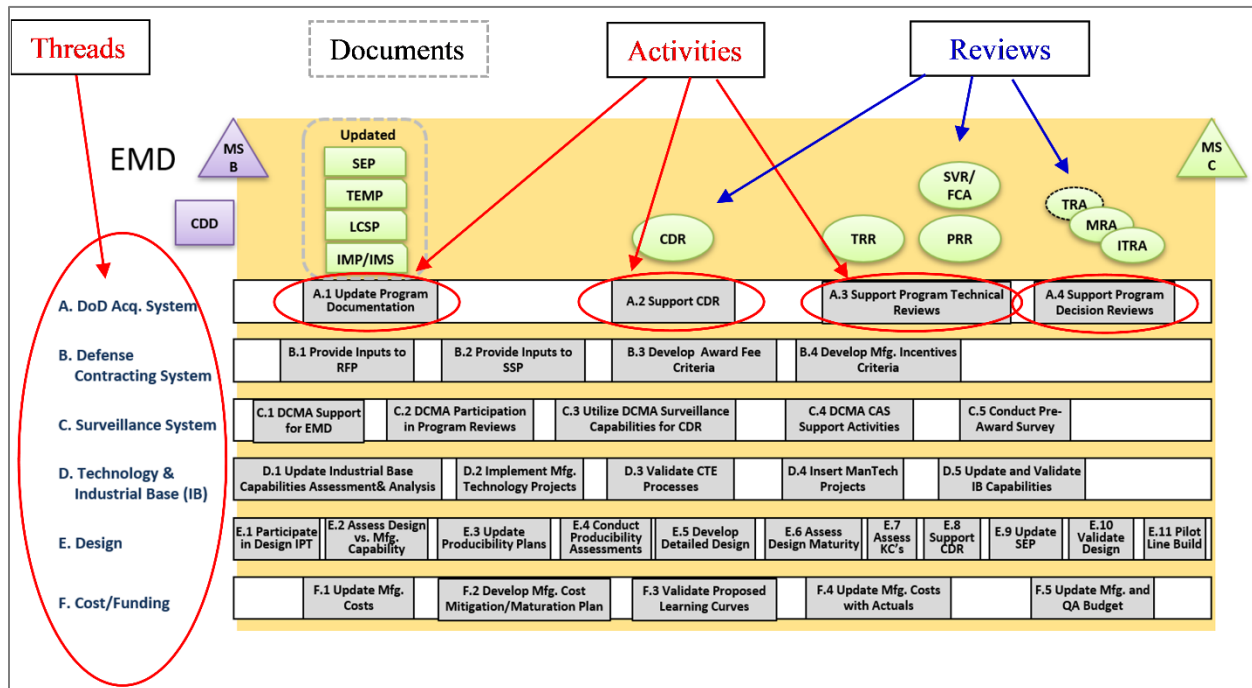 Threads
Documents
Activities
Reviews
EMD
MS
B
CDD
Updated
SEP
TEMP
LCSP
IMP/IMS
CDR
TRR
SVR/
FCA
PRR
TRA
MRA
ITRA
MS
C
A. DoD Acq. System
A.1 Update Program
Documentation
A.2 Support CDR
A.3 Support Program Technical
Reviews
A.4 Support Program
Decision Reviews
B. Defense
Contracting System
B.1 Provide Inputs to
RFP
B.2 Provide Inputs to
SSP
B.3 Develop Award Fee
Criteria
B.4 Develop Mfg. Incentives
Criteria
C. Surveillance System
C.1 DCMA Support
for EMD
C.2 DCMA Participation
in Program Reviews
C.3 Utilize DCMA Surveillance
Capabilities for CDR
C.4 DCMA CAS
Support Activities
C.5 Conduct Pre-
Award Survey
D. Technology &
Industrial Base (IB)
D.1 Update Industrial Base
Capabilities Assessment& Analysis
D.2 Implement Mfg.
Technology Projects
D.3 Validate CTE
Processes
D.4 Insert ManTech
Projects
D.5 Update and Validate
IB Capabilities
E. Design
E.1 Participate
in Design IPT
E.2 Assess Design
vs. Mfg.
Capability
E.3 Update
Producibility Plans
E.4 Conduct
Producibility
Assessments
E.5 Develop
Detailed Design
E.6 Assess
Design Maturity
E.7
Assess
KC's
E.8
Support
CDR
E.9 Update
SEP
E.10
Validate
Design
E.11 Pilot
Line Build
F. Cost/Funding
F.1 Update Mfg.
Costs
F.2 Develop Mfg. Cost
Mitigation/Maturation Plan
F.3 Validate Proposed
Learning Curves
F.4 Update Mfg. Costs
with Actuals
F.5 Update Mfg. and
QA Budget